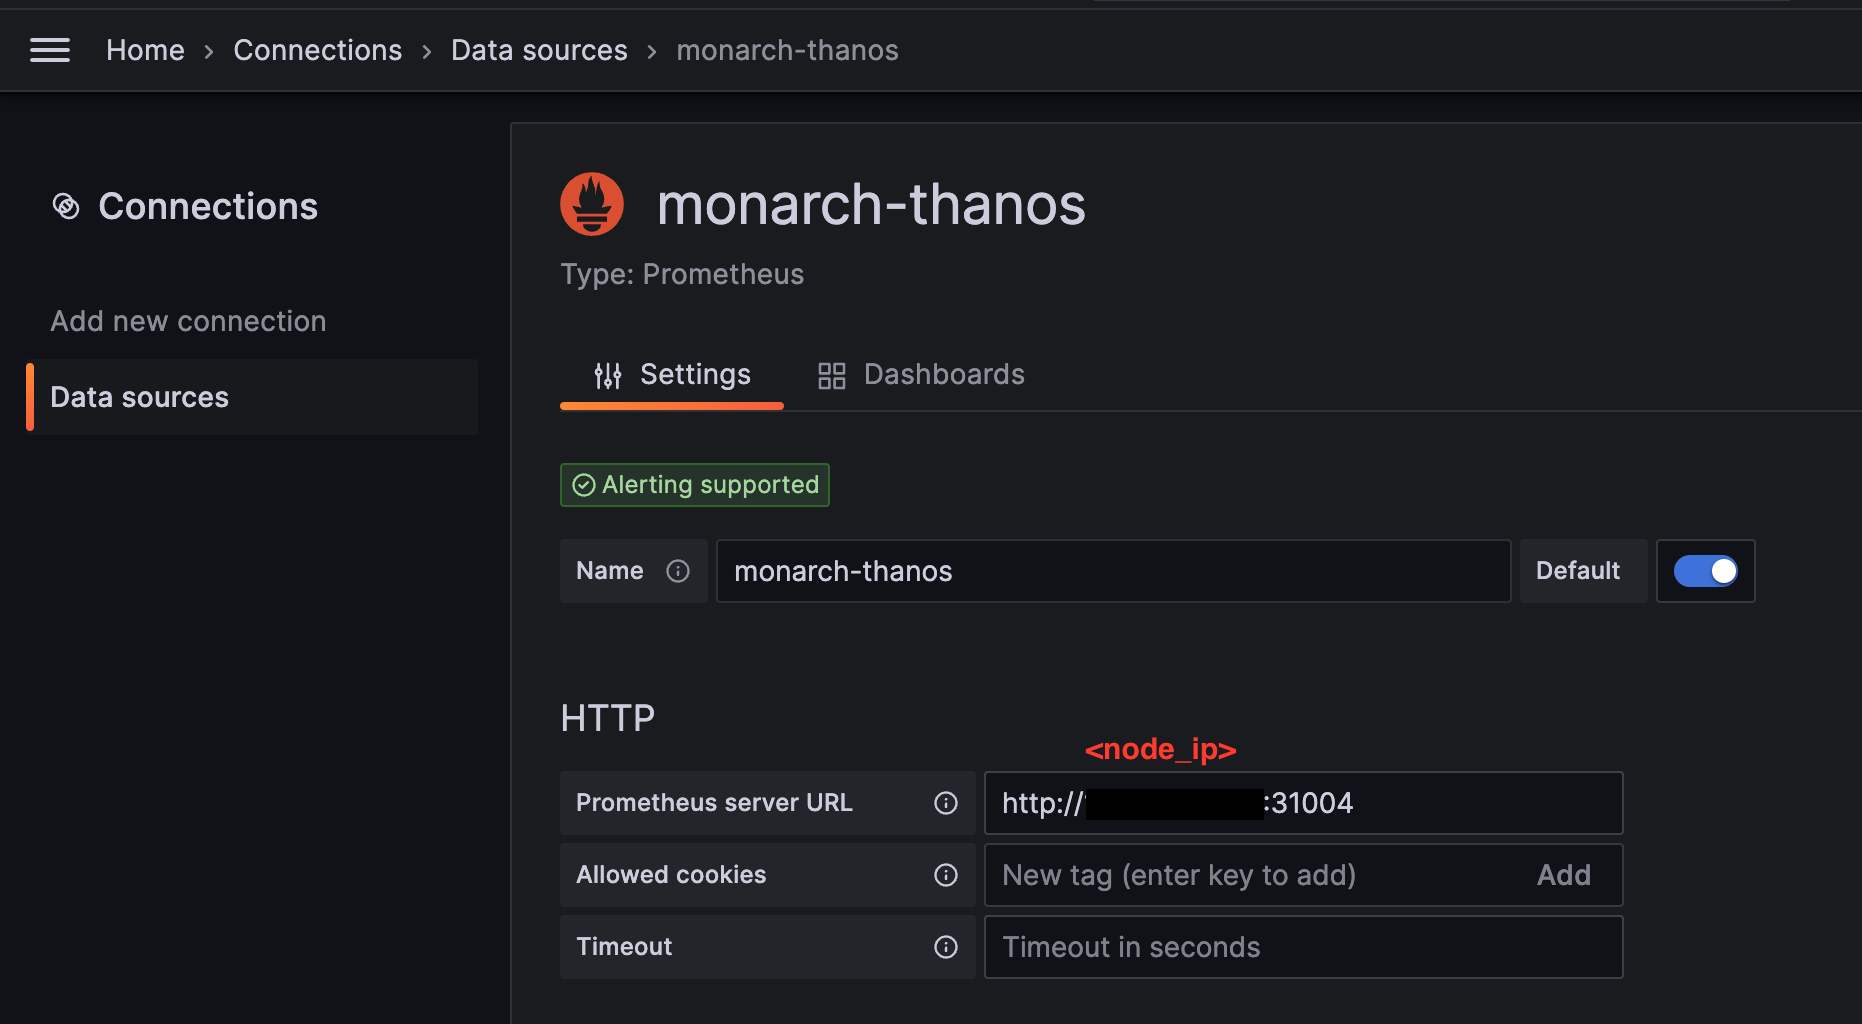 Home › Connections › Data sources › monarch-thanos
Connections
Add new connection
Data sources
monarch-thanos
Type: Prometheus
Settings Dashboards
Alerting supported
Name monarch-thanos Default
HTTP
<node_ip>
Prometheus server URL http:// :31004
Allowed cookies New tag (enter key to add) Add
Timeout Timeout in seconds